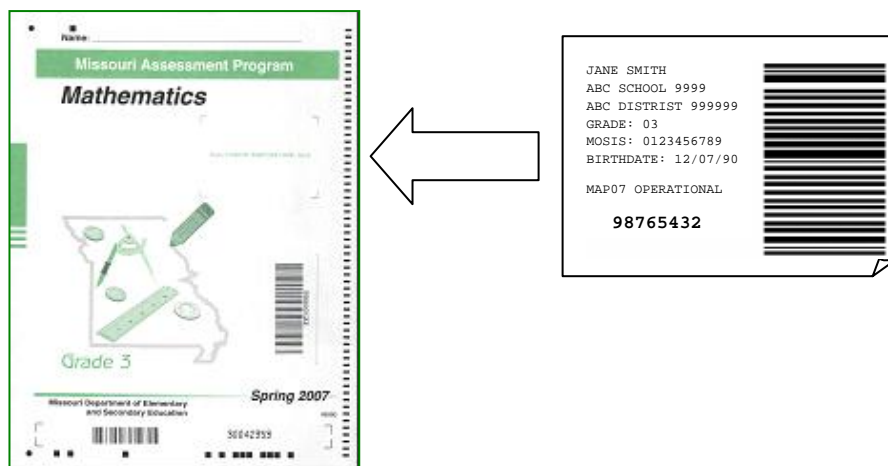 Name:
Missouri Assessment Program
Mathematics
Grade 3
Spring 2007
Missouri Department of Elementary
and Secondary Education
JANE SMITH
ABC SCHOOL 9999
ABC DISTRIST 999999
GRADE: 03
MOSIS: 0123456789
BIRTHDATE: 12/07/90
MAP07 OPERATIONAL
98765432